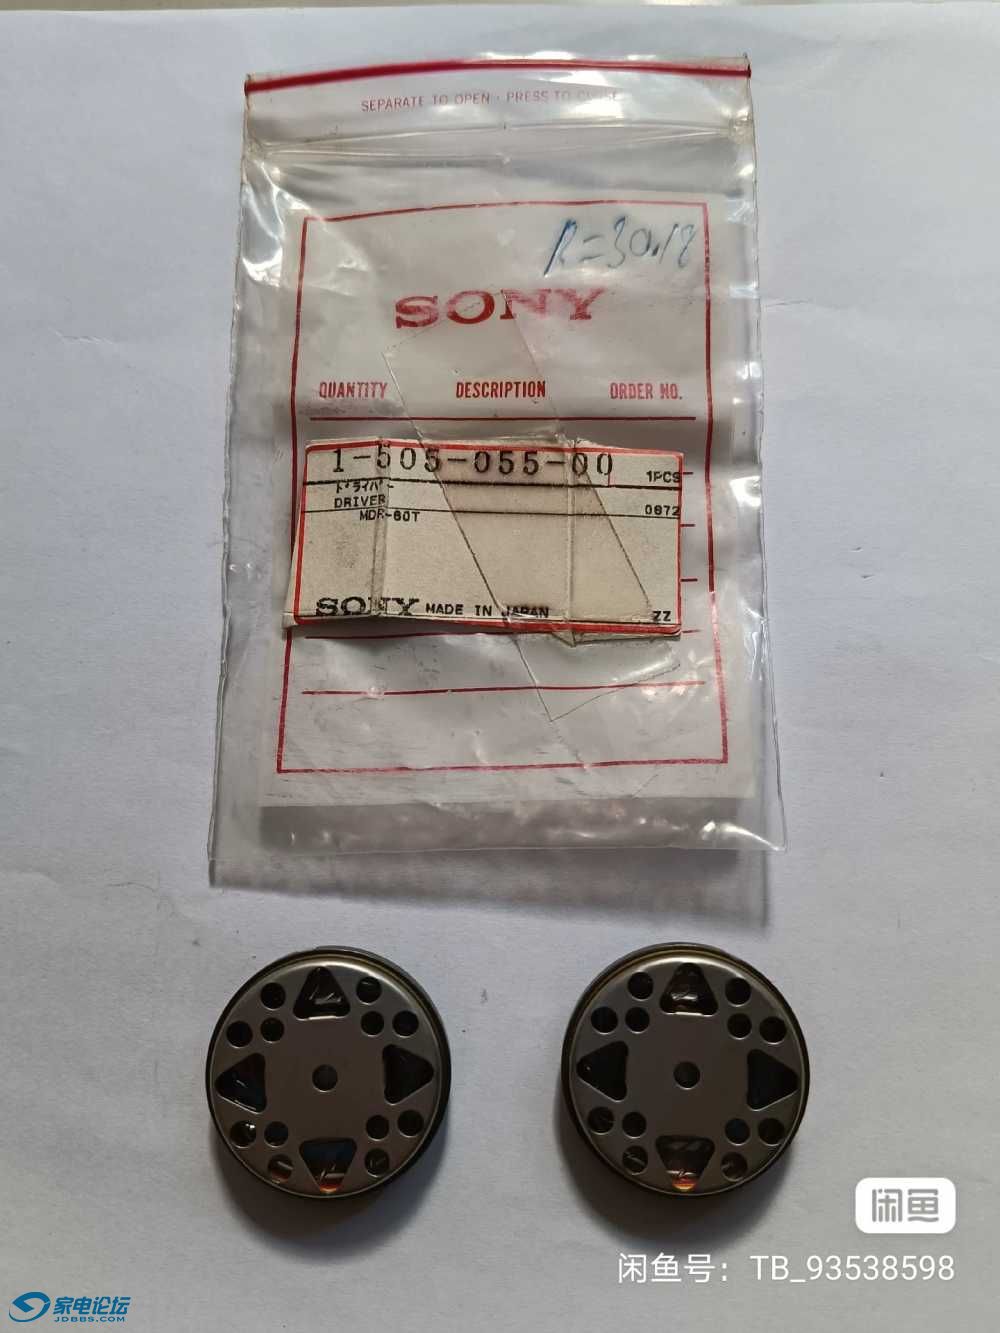 SEPARATE TO OPEN · PRESS TO CLOSE
R=30.18
SONY
QUANTITY DESCRIPTION ORDER NO.
1-505-055-00 1PCS
ドライバ-
DRIVER 0872
MDR-60T
SONY MADE IN JAPAN ZZ
闲鱼
闲鱼号：TB_93538598
家电论坛
JDBBS.COM